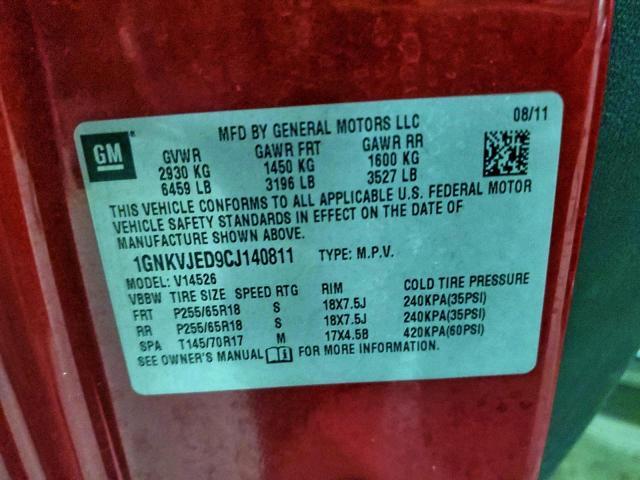 08/11
GM
MFD BY GENERAL MOTORS LLC
GVWR GAWR FRT GAWR RR
2930 KG 1450 KG 1600 KG
6459 LB 3196 LB 3527 LB
THIS VEHICLE CONFORMS TO ALL APPLICABLE U.S. FEDERAL MOTOR
VEHICLE SAFETY STANDARDS IN EFFECT ON THE DATE OF
MANUFACTURE SHOWN ABOVE.
1GNKVJED9CJ140811 TYPE: M.P.V.
MODEL: V14526
VBBW TIRE SIZE SPEED RTG RIM COLD TIRE PRESSURE
FRT P255/65R18 S 18X7.5J 240KPA(35PSI)
RR P255/65R18 S 18X7.5J 240KPA(35PSI)
SPA T145/70R17 M 17X4.5B 420KPA(60PSI)
SEE OWNER'S MANUAL FOR MORE INFORMATION.